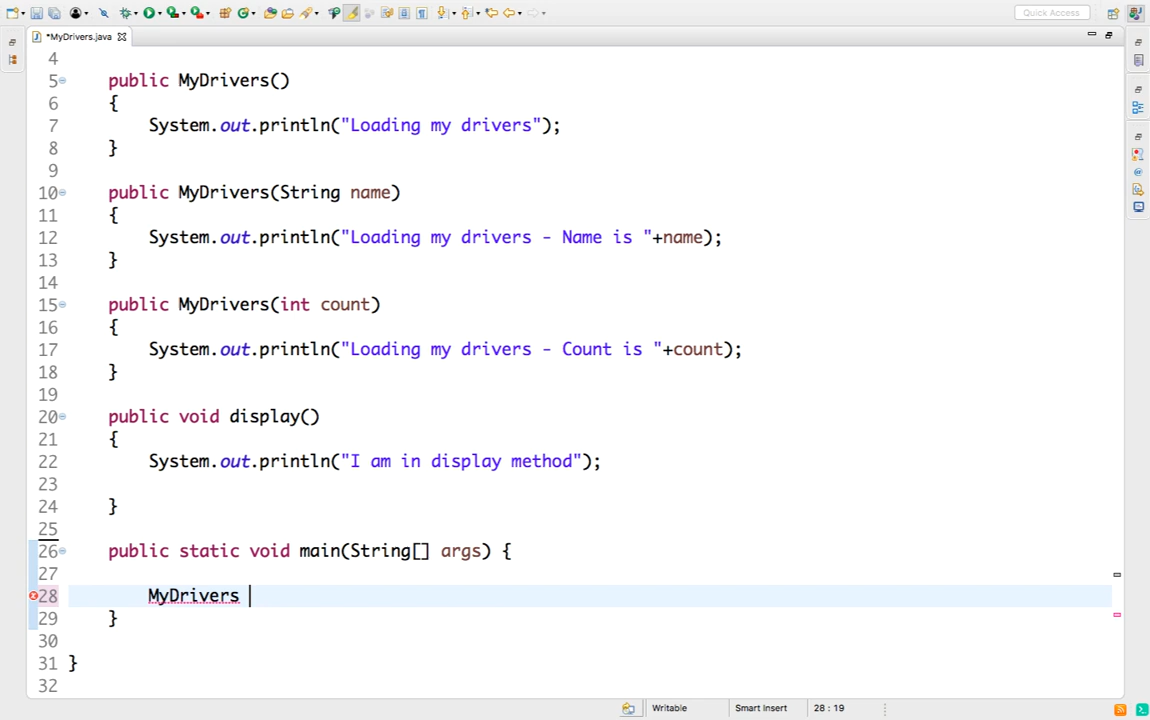 Quick Access
*MyDrivers.java
4
5 public MyDrivers()
6 {
7 System.out.println("Loading my drivers");
8 }
9
10 public MyDrivers(String name)
11 {
12 System.out.println("Loading my drivers - Name is "+name);
13 }
14
15 public MyDrivers(int count)
16 {
17 System.out.println("Loading my drivers - Count is "+count);
18 }
19
20 public void display()
21 {
22 System.out.println("I am in display method");
23
24 }
25
26 public static void main(String[] args) {
27
28 MyDrivers
29 }
30
31 }
32
Writable Smart Insert 28 : 19